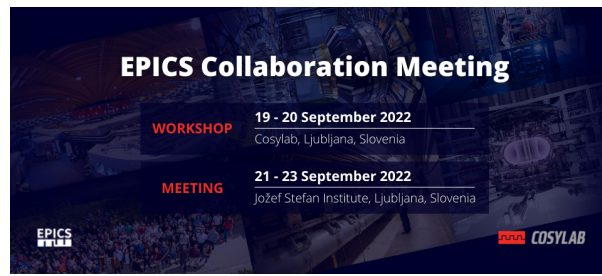 EPICS Collaboration Meeting
WORKSHOP
19 - 20 September 2022
Cosylab, Ljubljana, Slovenia
MEETING
21 - 23 September 2022
Jožef Stefan Institute, Ljubljana, Slovenia
EPICS
COSYLAB